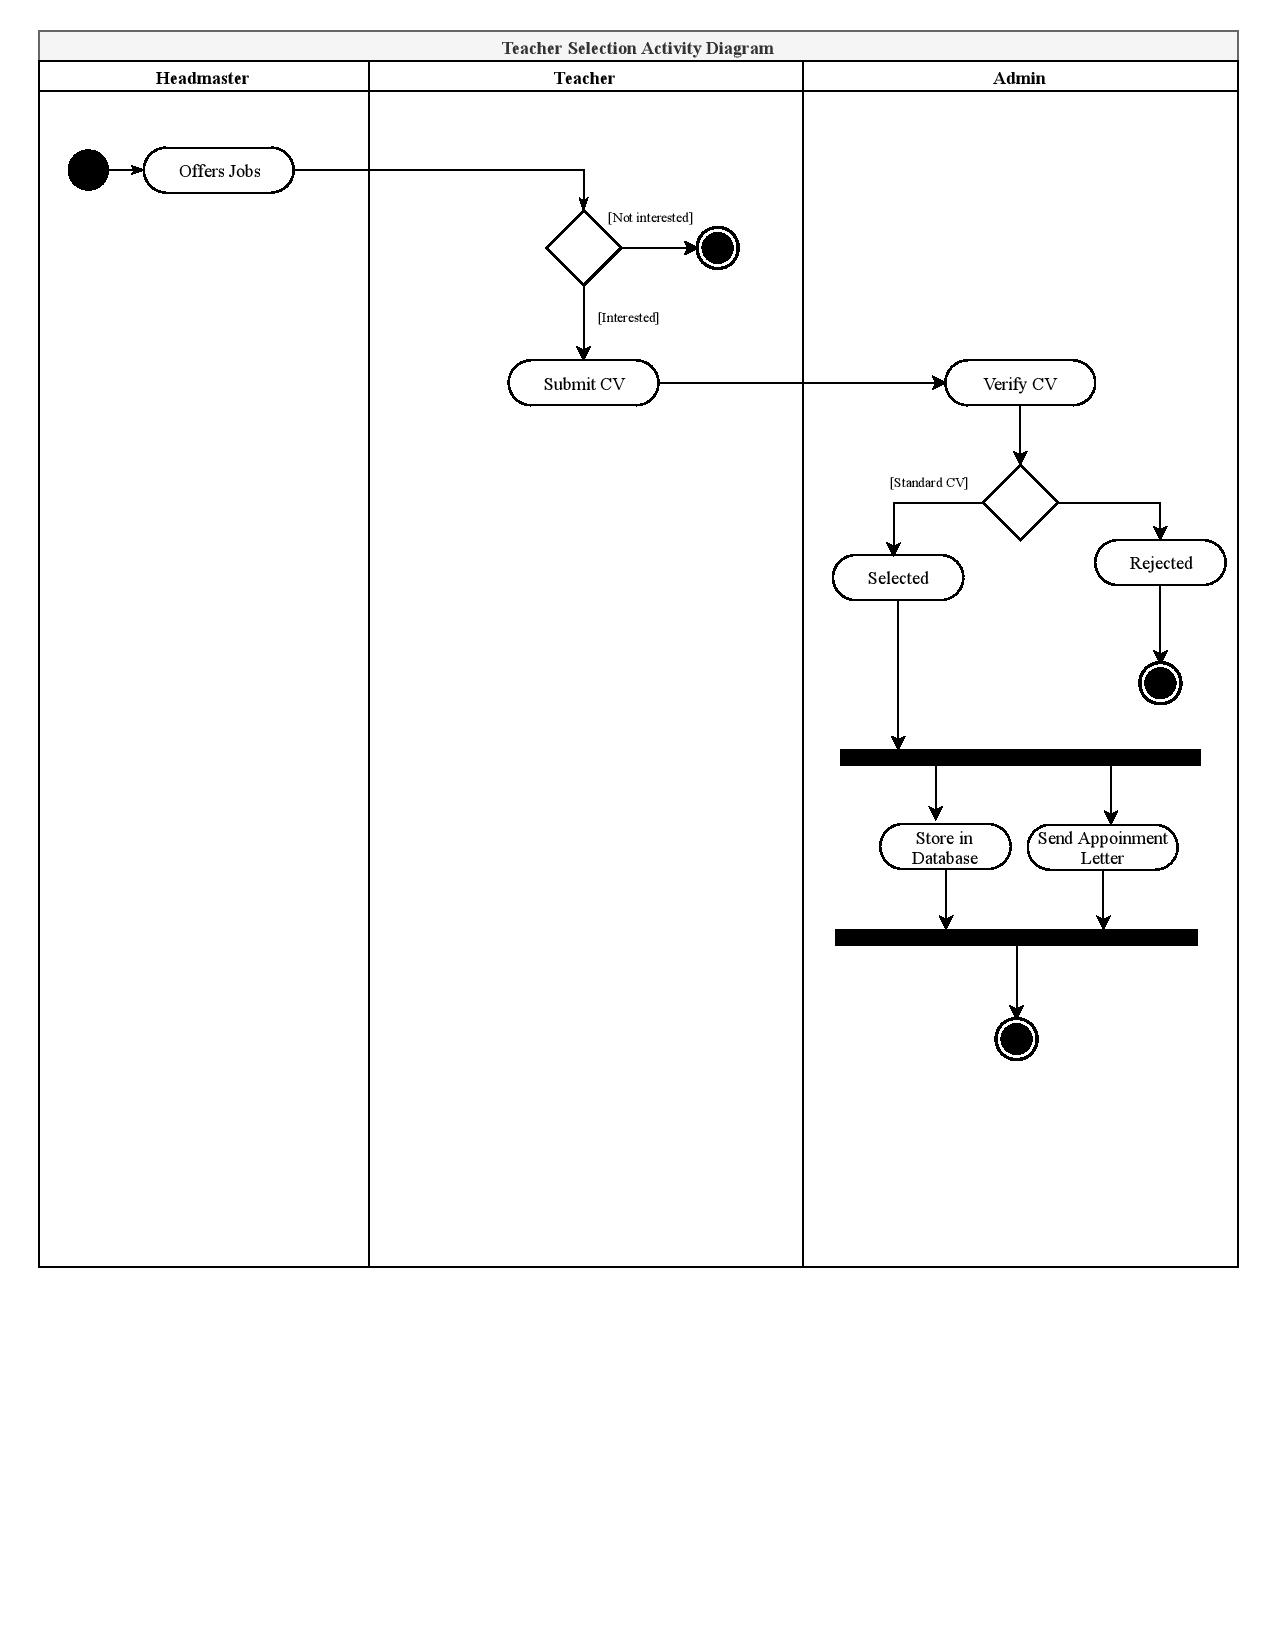 Teacher Selection Activity Diagram
Headmaster
Teacher
Admin
Offers Jobs
[Not interested]
[Interested]
Submit CV
Verify CV
[Standard CV]
Selected
Rejected
Store in
Database
Send Appoinment
Letter